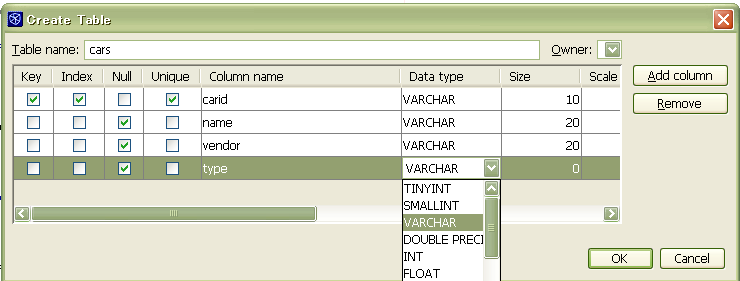 Create Table
Table name: cars Owner:
Key Index Null Unique Column name Data type Size Scale
carid VARCHAR 10
name VARCHAR 20
vendor VARCHAR 20
type VARCHAR 0
TINYINT
SMALLINT
VARCHAR
DOUBLE PRECI
INT
FLOAT
Add column
Remove
OK Cancel